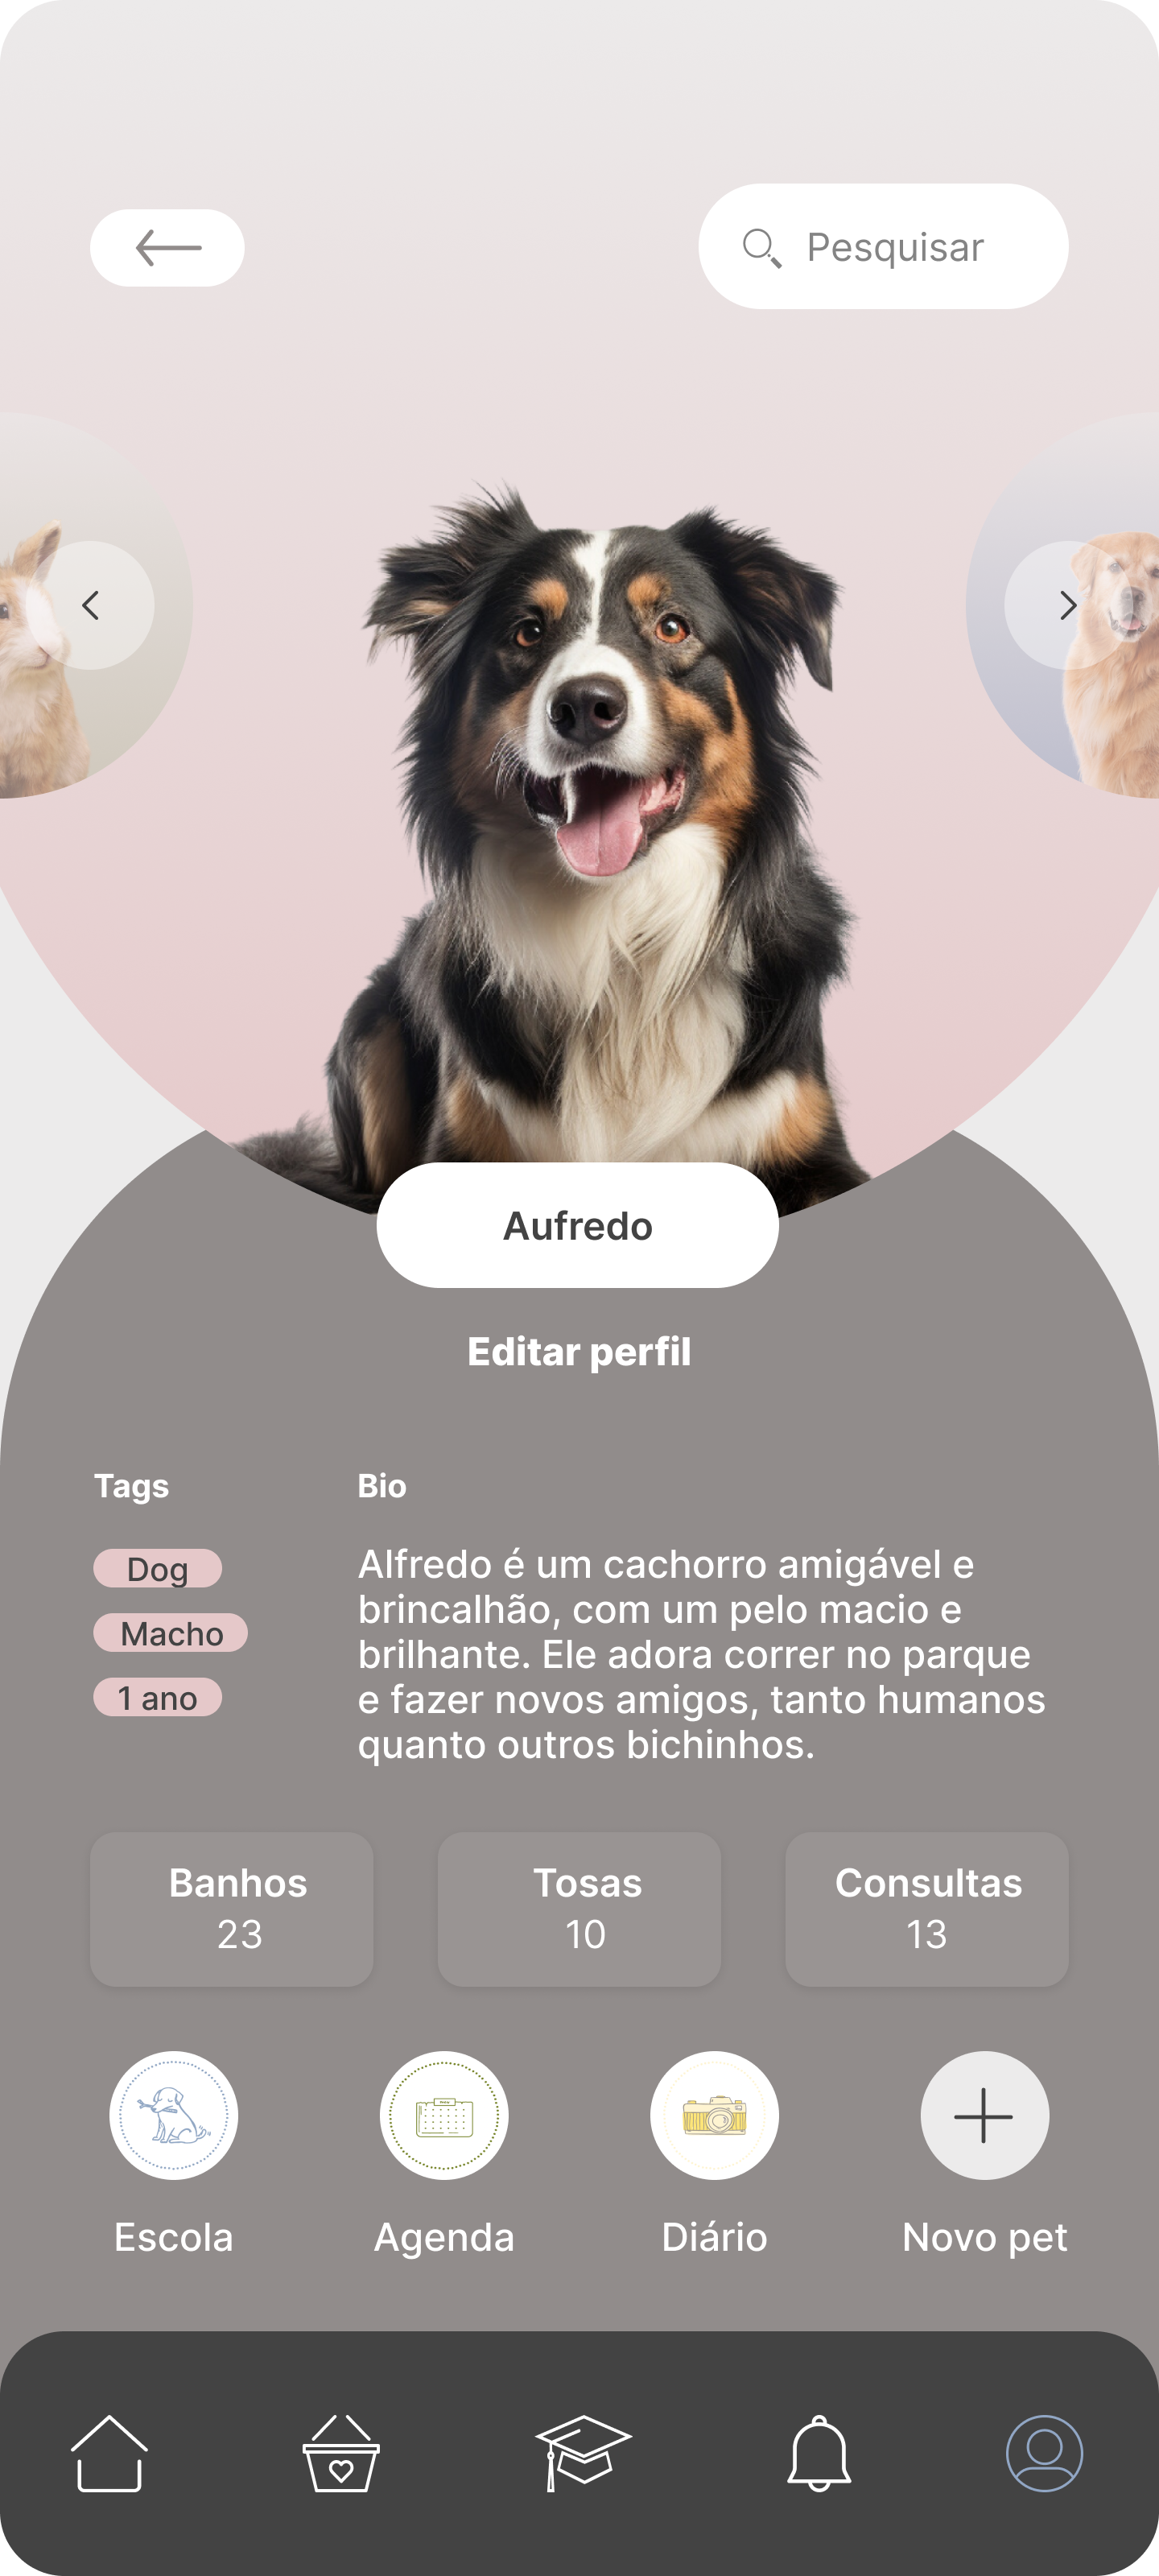 Pesquisar
Aufredo
Editar perfil
Tags
Bio
Dog
Macho
1 ano
Alfredo é um cachorro amigável e
brincalhão, com um pelo macio e
brilhante. Ele adora correr no parque
e fazer novos amigos, tanto humanos
quanto outros bichinhos.
Banhos
23
Tosas
10
Consultas
13
Escola
Agenda
Diário
Novo pet